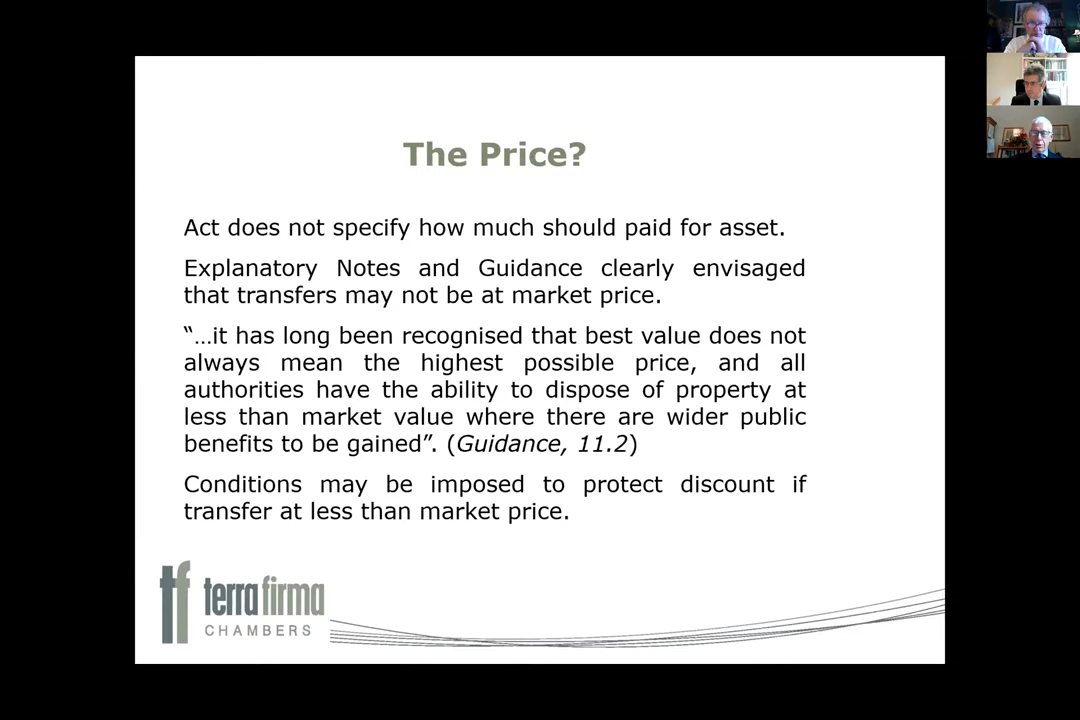 The Price?
Act does not specify how much should paid for asset.
Explanatory Notes and Guidance clearly envisaged
that transfers may not be at market price.
“…it has long been recognised that best value does not
always mean the highest possible price, and all
authorities have the ability to dispose of property at
less than market value where there are wider public
benefits to be gained”. (Guidance, 11.2)
Conditions may be imposed to protect discount if
transfer at less than market price.
tf terra firma
CHAMBERS